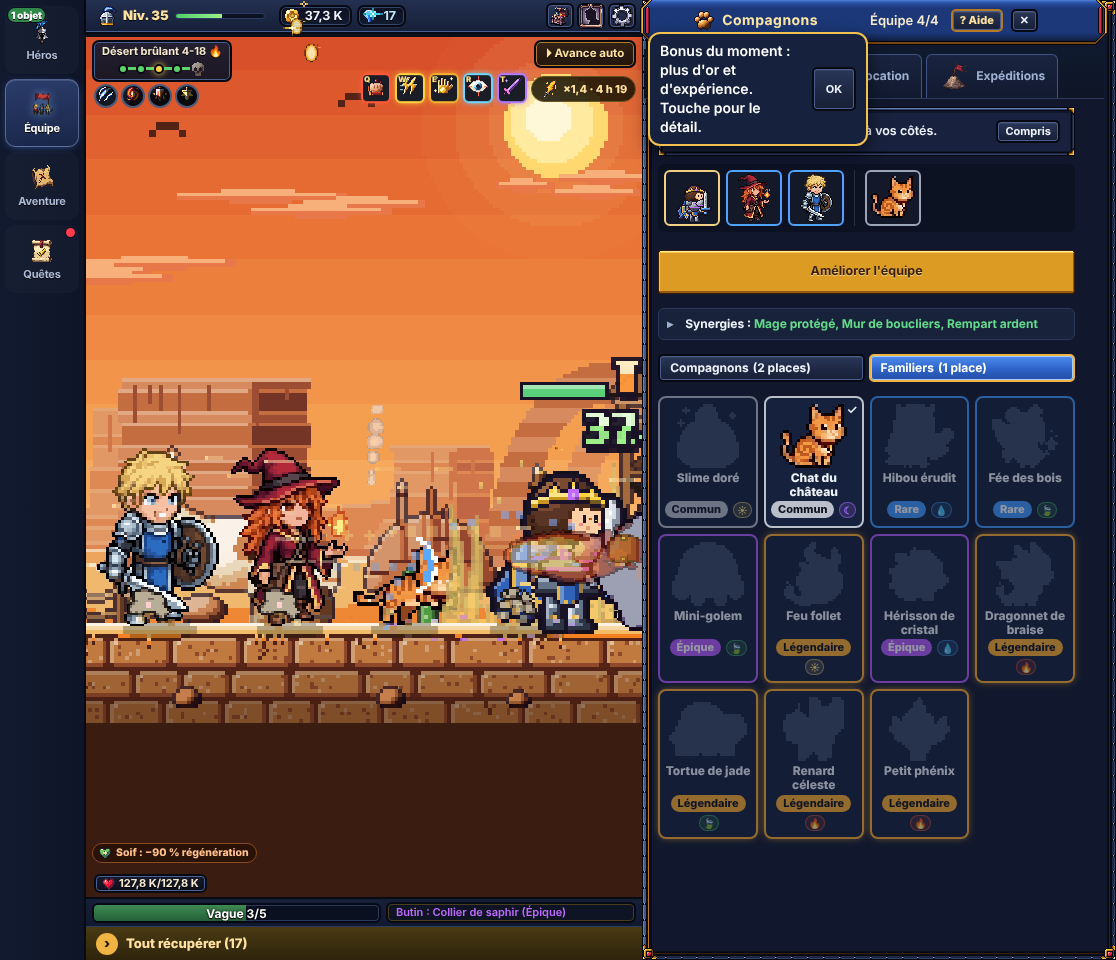 1 objet
Héros
Équipe
Aventure
Quêtes
Niv. 35
37,3 K
17
Désert brûlant 4-18
Avance auto
×1,4 · 4 h 19
37.
Soif : −90 % régénération
127,8 K/127,8 K
Vague 3/5
Butin : Collier de saphir (Épique)
Tout récupérer (17)
Compagnons
Équipe 4/4
? Aide
×
Bonus du moment :
plus d'or et
d'expérience.
Touche pour le
détail.
OK
ocation
Expéditions
à vos côtés.
Compris
Améliorer l'équipe
Synergies : Mage protégé, Mur de boucliers, Rempart ardent
Compagnons (2 places)
Familiers (1 place)
Slime doré
Commun
Chat du
château
Commun
Hibou érudit
Rare
Fée des bois
Rare
Mini-golem
Épique
Feu follet
Légendaire
Hérisson de
cristal
Épique
Dragonnet de
braise
Légendaire
Tortue de jade
Légendaire
Renard
céleste
Légendaire
Petit phénix
Légendaire